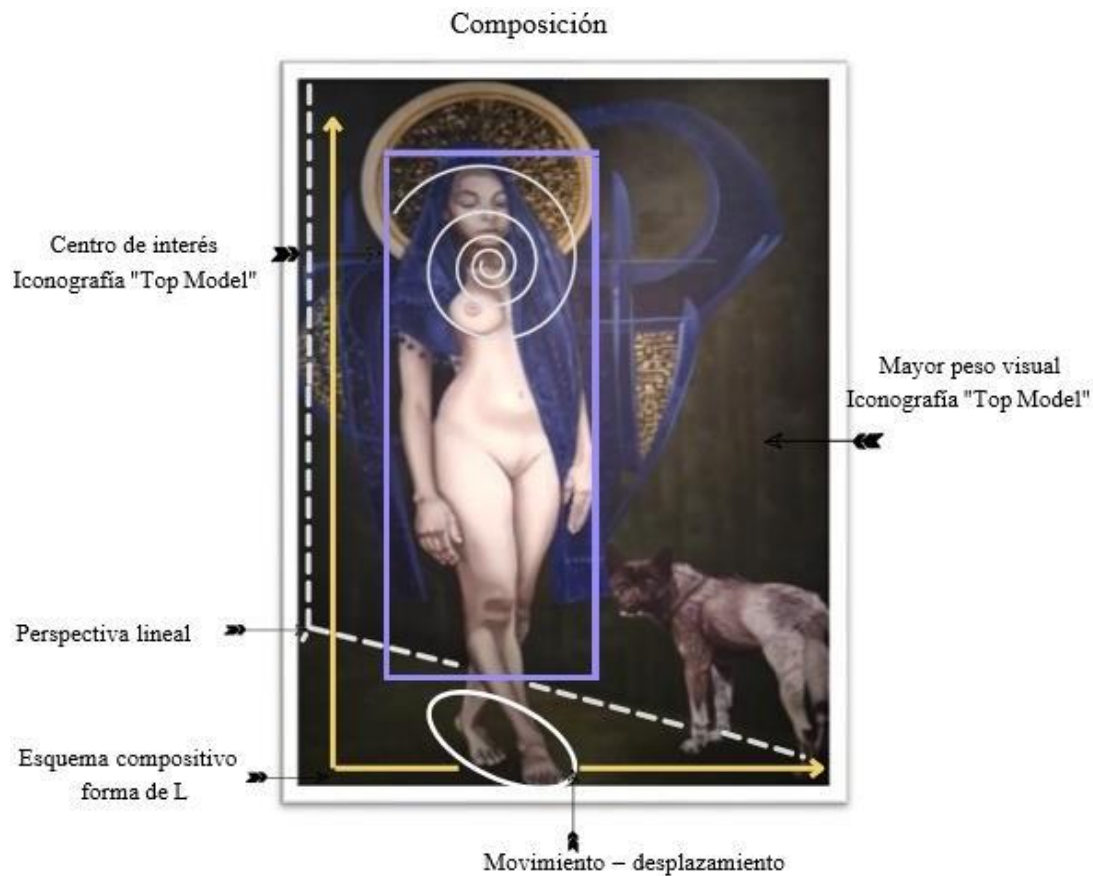 Composición
Centro de interés
Iconografía "Top Model"
Mayor peso visual
Iconografía "Top Model"
Perspectiva lineal
Esquema compositivo
forma de L
Movimiento – desplazamiento